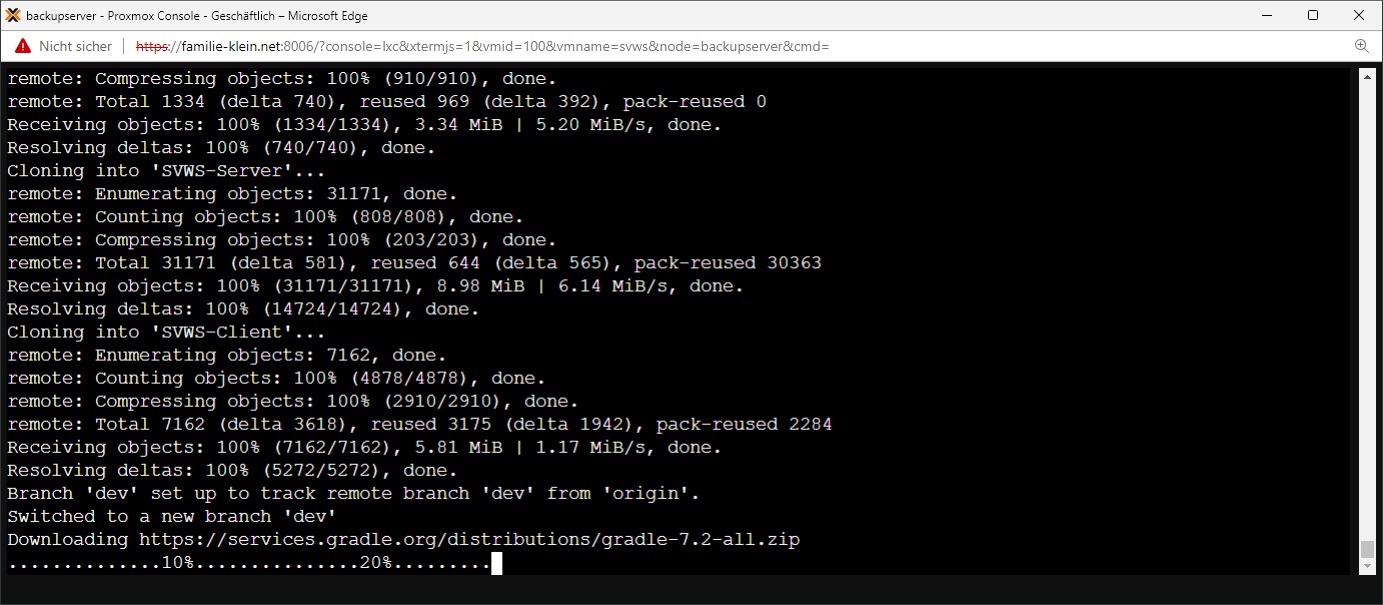 backupserver - Proxmox Console - Geschäftlich – Microsoft Edge
Nicht sicher | https://familie-klein.net:8006/?console=lxc&xtermjs=1&vmid=100&vmname=svws&node=backupserver&cmd=
remote: Compressing objects: 100% (910/910), done.
remote: Total 1334 (delta 740), reused 969 (delta 392), pack-reused 0
Receiving objects: 100% (1334/1334), 3.34 MiB | 5.20 MiB/s, done.
Resolving deltas: 100% (740/740), done.
Cloning into 'SVWS-Server'...
remote: Enumerating objects: 31171, done.
remote: Counting objects: 100% (808/808), done.
remote: Compressing objects: 100% (203/203), done.
remote: Total 31171 (delta 581), reused 644 (delta 565), pack-reused 30363
Receiving objects: 100% (31171/31171), 8.98 MiB | 6.14 MiB/s, done.
Resolving deltas: 100% (14724/14724), done.
Cloning into 'SVWS-Client'...
remote: Enumerating objects: 7162, done.
remote: Counting objects: 100% (4878/4878), done.
remote: Compressing objects: 100% (2910/2910), done.
remote: Total 7162 (delta 3618), reused 3175 (delta 1942), pack-reused 2284
Receiving objects: 100% (7162/7162), 5.81 MiB | 1.17 MiB/s, done.
Resolving deltas: 100% (5272/5272), done.
Branch 'dev' set up to track remote branch 'dev' from 'origin'.
Switched to a new branch 'dev'
Downloading https://services.gradle.org/distributions/gradle-7.2-all.zip
..............10%...............20%.........